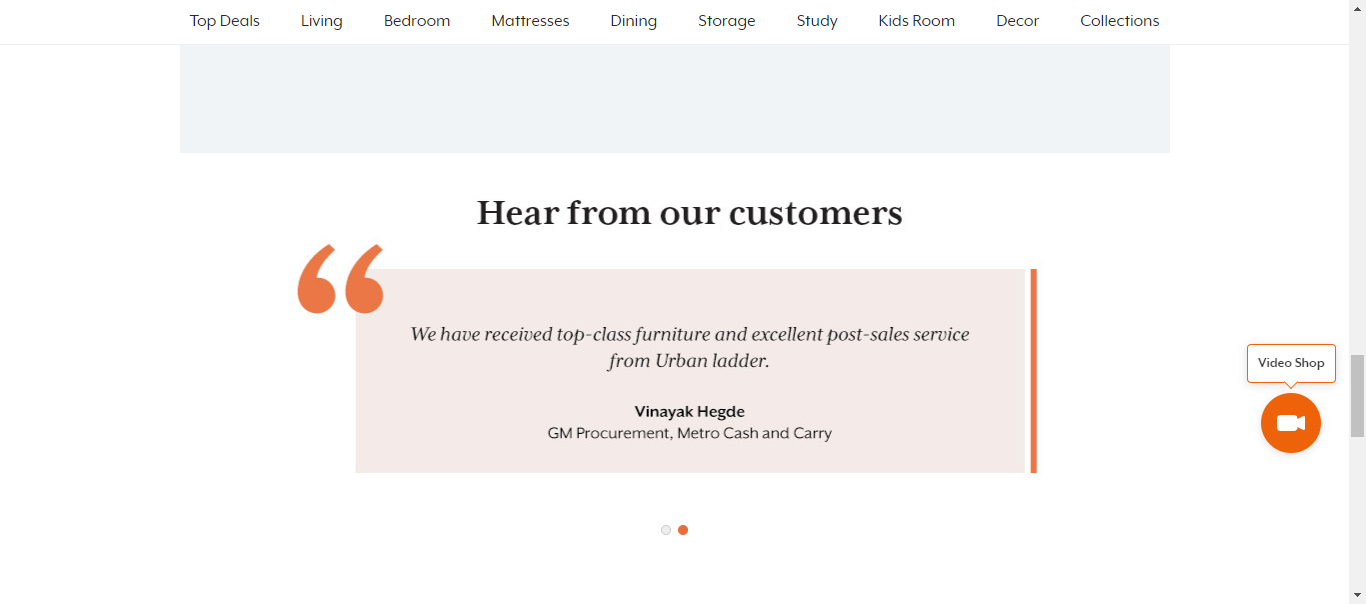 Top Deals Living Bedroom Mattresses Dining Storage Study Kids Room Decor Collections
Hear from our customers
We have received top-class furniture and excellent post-sales service
from Urban ladder.
Vinayak Hegde
GM Procurement, Metro Cash and Carry
Video Shop